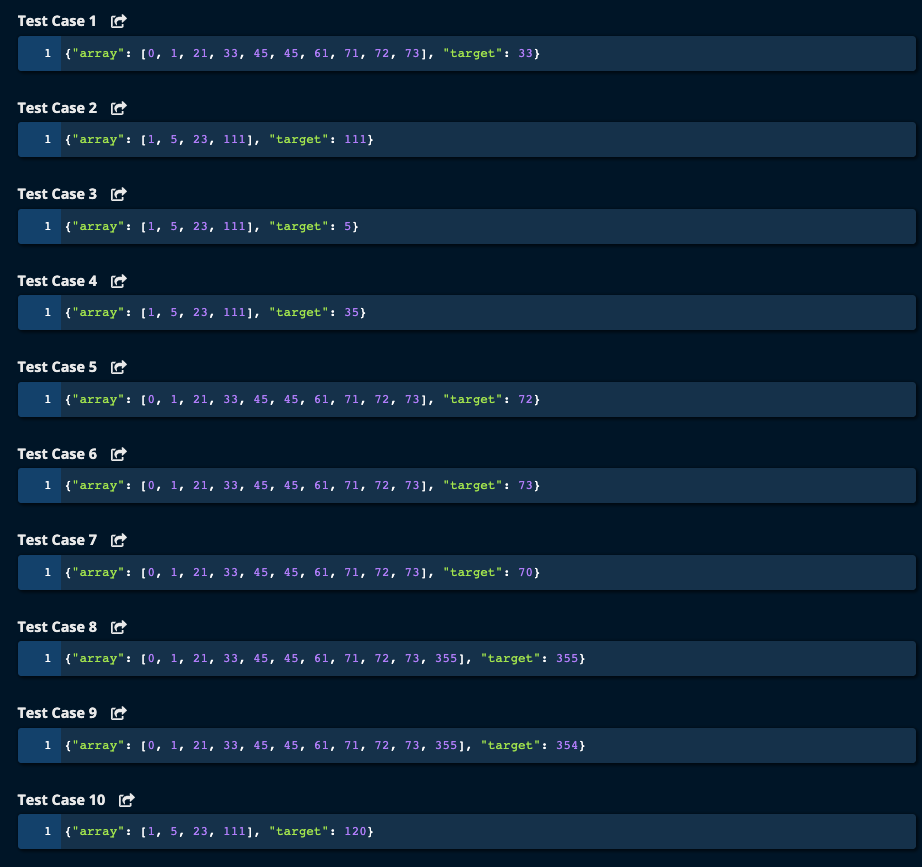 Test Case 1
1 {"array": [0, 1, 21, 33, 45, 45, 61, 71, 72, 73], "target": 33}
Test Case 2
1 {"array": [1, 5, 23, 111], "target": 111}
Test Case 3
1 {"array": [1, 5, 23, 111], "target": 5}
Test Case 4
1 {"array": [1, 5, 23, 111], "target": 35}
Test Case 5
1 {"array": [0, 1, 21, 33, 45, 45, 61, 71, 72, 73], "target": 72}
Test Case 6
1 {"array": [0, 1, 21, 33, 45, 45, 61, 71, 72, 73], "target": 73}
Test Case 7
1 {"array": [0, 1, 21, 33, 45, 45, 61, 71, 72, 73], "target": 70}
Test Case 8
1 {"array": [0, 1, 21, 33, 45, 45, 61, 71, 72, 73, 355], "target": 355}
Test Case 9
1 {"array": [0, 1, 21, 33, 45, 45, 61, 71, 72, 73, 355], "target": 354}
Test Case 10
1 {"array": [1, 5, 23, 111], "target": 120}